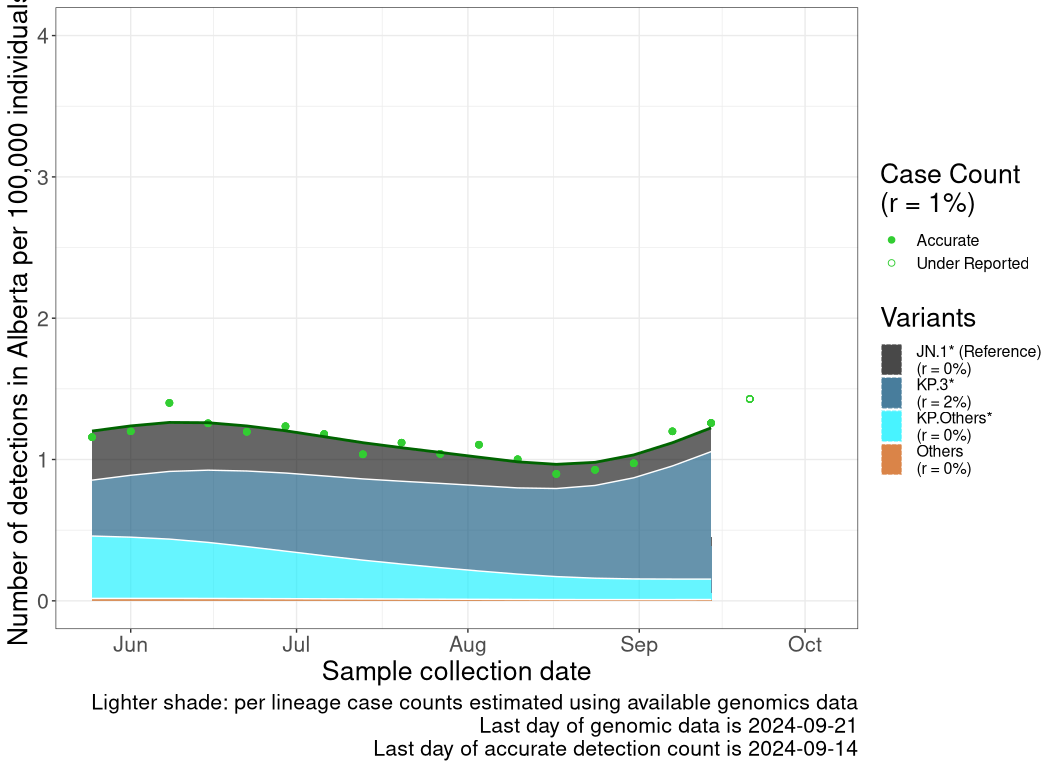 Number of detections in Alberta per 100,000 individuals
4
3
2
1
0
Jun Jul Aug Sep Oct
Sample collection date
Lighter shade: per lineage case counts estimated using available genomics data
Last day of genomic data is 2024-09-21
Last day of accurate detection count is 2024-09-14
Case Count
(r = 1%)
Accurate
Under Reported
Variants
JN.1* (Reference)
(r = 0%)
KP.3*
(r = 2%)
KP.Others*
(r = 0%)
Others
(r = 0%)